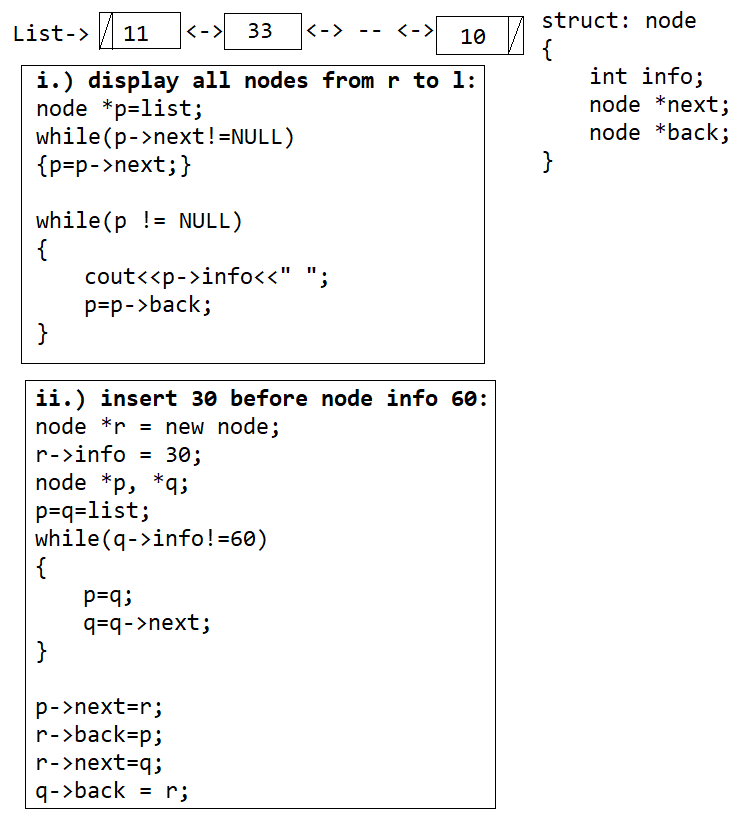 List-> 11 <-> 33 <-> -- <-> 10
struct: node
{
int info;
node *next;
node *back;
}
i.) display all nodes from r to l:
node *p=list;
while(p->next!=NULL)
{p=p->next;}
while(p != NULL)
{
cout<<p->info<<" ";
p=p->back;
}
ii.) insert 30 before node info 60:
node *r = new node;
r->info = 30;
node *p, *q;
p=q=list;
while(q->info!=60)
{
p=q;
q=q->next;
}
p->next=r;
r->back=p;
r->next=q;
q->back = r;